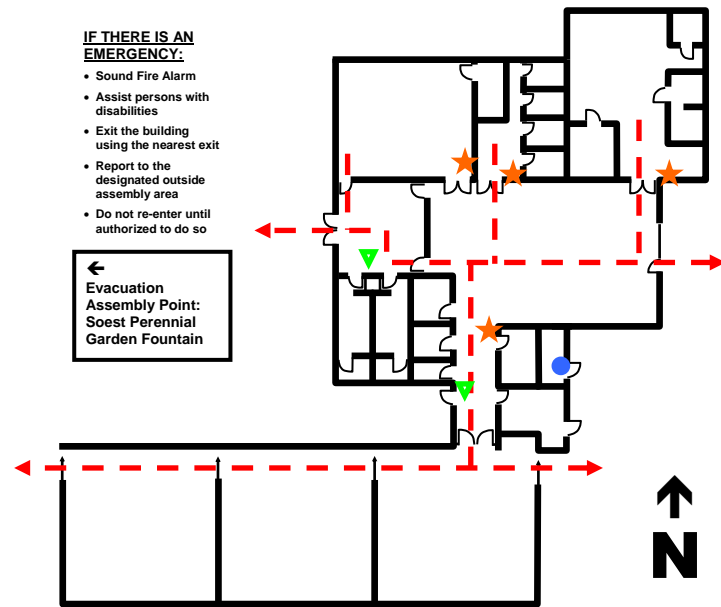 IF THERE IS AN
EMERGENCY:
• Sound Fire Alarm
• Assist persons with
disabilities
• Exit the building
using the nearest exit
• Report to the
designated outside
assembly area
• Do not re-enter until
authorized to do so
←
Evacuation
Assembly Point:
Soest Perennial
Garden Fountain
N